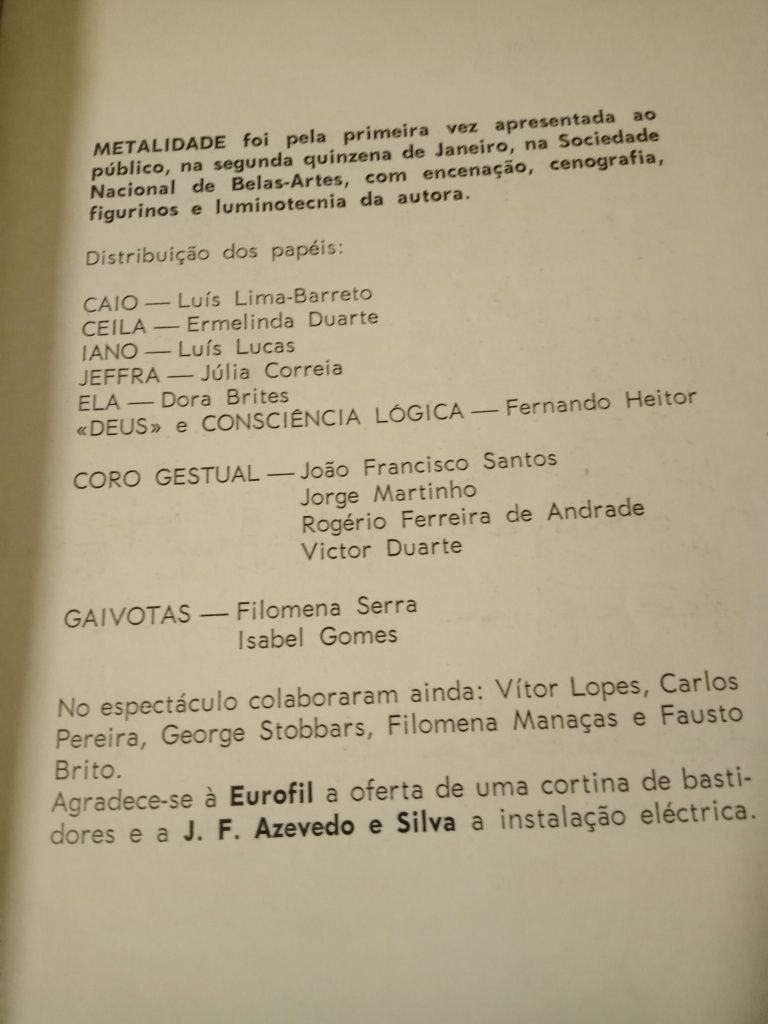 METALIDADE foi pela primeira vez apresentada ao
público, na segunda quinzena de Janeiro, na Sociedade
Nacional de Belas-Artes, com encenação, cenografia,
figurinos e luminotecnia da autora.
Distribuição dos papéis:
CAIO — Luís Lima-Barreto
CEILA — Ermelinda Duarte
IANO — Luís Lucas
JEFFRA — Júlia Correia
ELA — Dora Brites
«DEUS» e CONSCIÊNCIA LÓGICA — Fernando Heitor
CORO GESTUAL — João Francisco Santos
Jorge Martinho
Rogério Ferreira de Andrade
Victor Duarte
GAIVOTAS — Filomena Serra
Isabel Gomes
No espectáculo colaboraram ainda: Vítor Lopes, Carlos
Pereira, George Stobbars, Filomena Manaças e Fausto
Brito.
Agradece-se à Eurofil a oferta de uma cortina de basti-
dores e a J. F. Azevedo e Silva a instalação eléctrica.